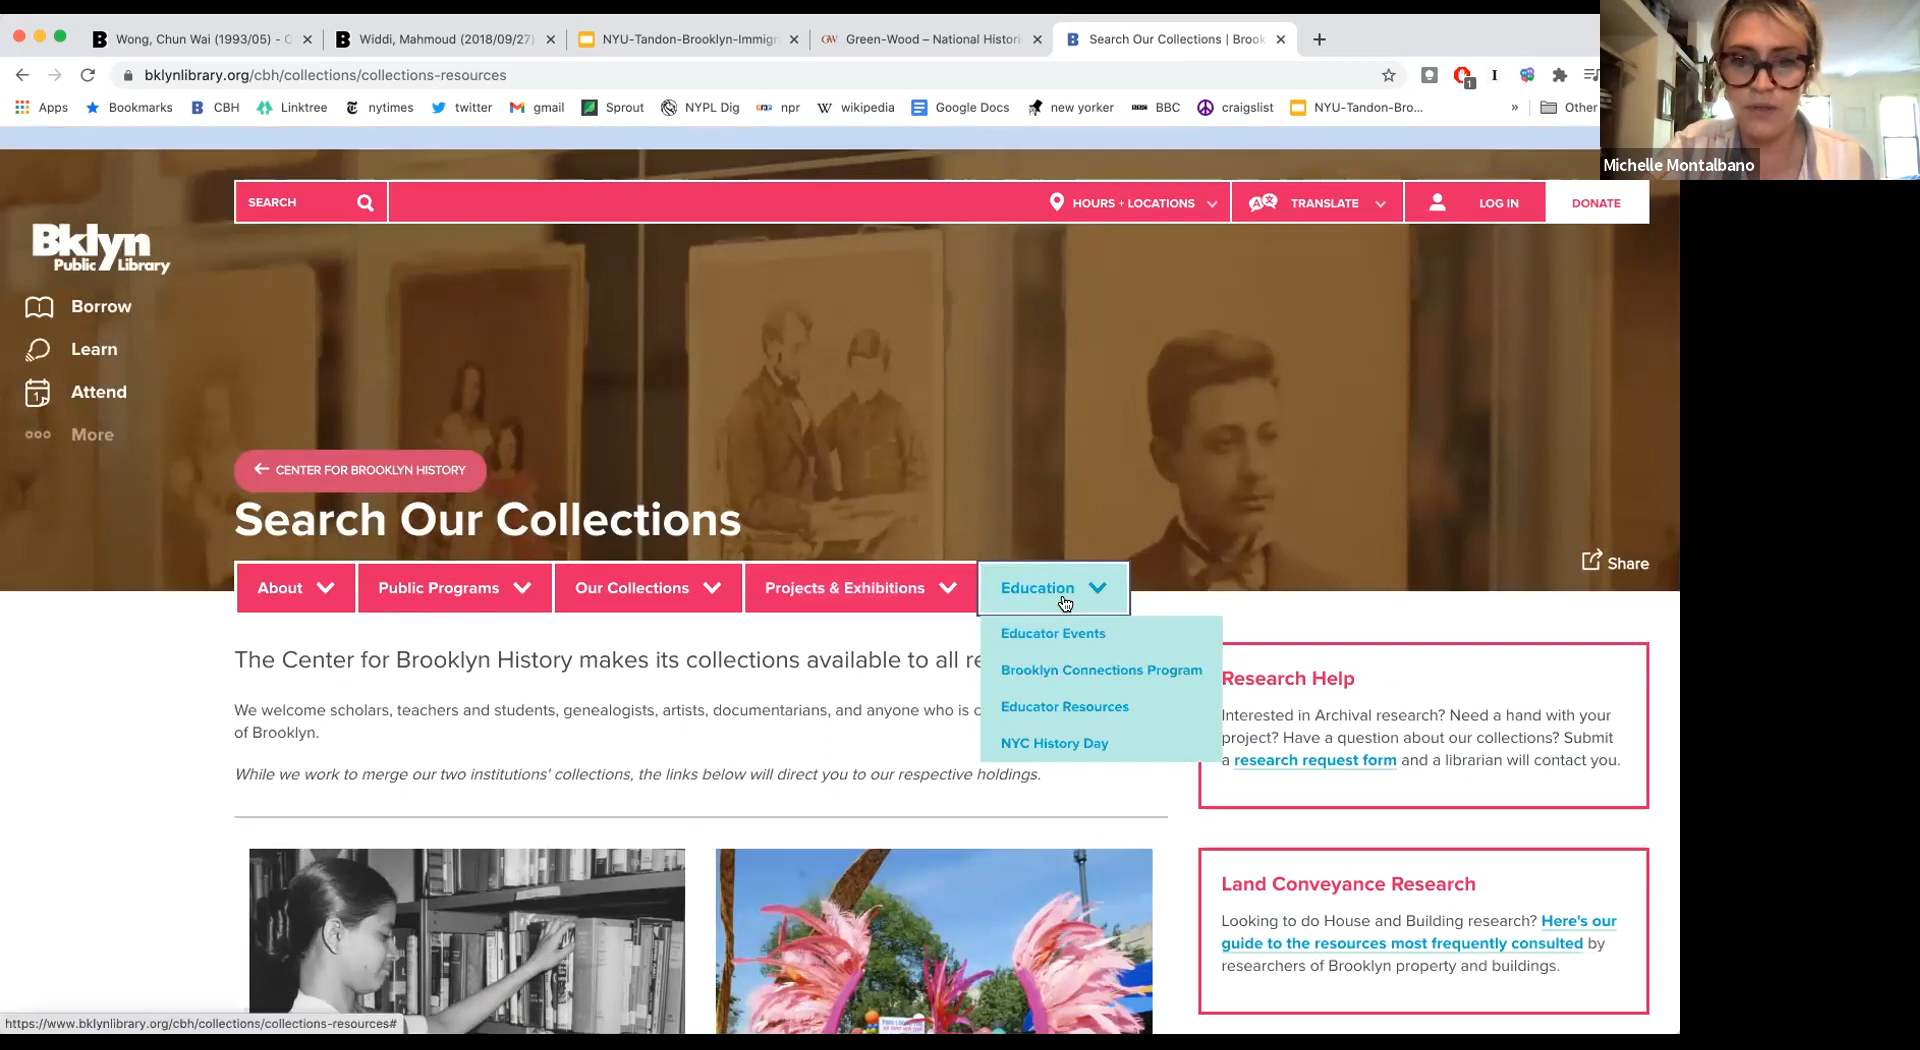 Wong, Chun Wai (1993/05) -
Widdi, Mahmoud (2018/09/27)
NYU-Tandon-Brooklyn-Immig
Green-Wood – National Histori
Search Our Collections | Brook
bklynlibrary.org/cbh/collections/collections-resources
Apps
Bookmarks
CBH
Linktree
nytimes
twitter
gmail
Sprout
NYPL Dig
npr
wikipedia
Google Docs
new yorker
BBC
craigslist
NYU-Tandon-Bro...
»
Other
Michelle Montalbano
SEARCH
HOURS + LOCATIONS
TRANSLATE
LOG IN
DONATE
Bklyn
Public Library
Borrow
Learn
Attend
More
CENTER FOR BROOKLYN HISTORY
Search Our Collections
Share
About
Public Programs
Our Collections
Projects & Exhibitions
Education
Educator Events
Brooklyn Connections Program
Educator Resources
NYC History Day
The Center for Brooklyn History makes its collections available to all
We welcome scholars, teachers and students, genealogists, artists, documentarians, and anyone who is
of Brooklyn.
While we work to merge our two institutions' collections, the links below will direct you to our respective holdings.
Research Help
Interested in Archival research? Need a hand with your
project? Have a question about our collections? Submit
a research request form and a librarian will contact you.
Land Conveyance Research
Looking to do House and Building research? Here's our
guide to the resources most frequently consulted by
researchers of Brooklyn property and buildings.
https://www.bklynlibrary.org/cbh/collections/collections-resources#